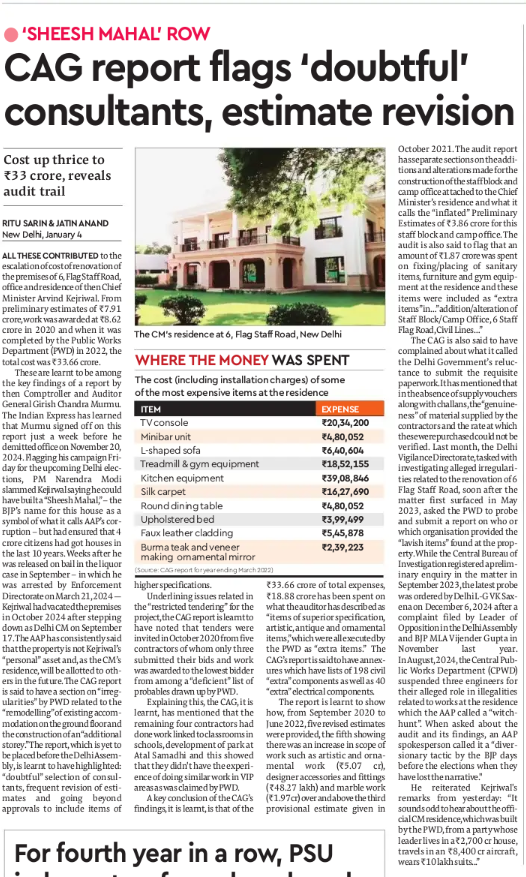 ‘SHEESH MAHAL’ ROW
CAG report flags ‘doubtful’
consultants, estimate revision
Cost up thrice to
₹33 crore, reveals
audit trail
RITU SARIN & JATIN ANAND
New Delhi, January 4
ALL THESE CONTRIBUTED to the
escalation of cost of renovation of
the premises of 6, Flag Staff Road,
office and residence of then Chief
Minister Arvind Kejriwal. From
preliminary estimates of ₹7.91
crore, work was awarded at ₹8.62
crore in 2020 and when it was
completed by the Public Works
Department (PWD) in 2022, the
total cost was ₹33.66 crore.
These are learnt to be among
the key findings of a report by
then Comptroller and Auditor
General Girish Chandra Murmu.
The Indian Express has learned
that Murmu signed off on this
report just a week before he
demitted office on November 20,
2024. Flagging his campaign Fri-
day for the upcoming Delhi elec-
tions, PM Narendra Modi
slammed Kejriwal saying he could
have built a “Sheesh Mahal,” – the
BJP’s name for this house as a
symbol of what it calls AAP’s cor-
ruption – but had ensured that 4
crore citizens had got houses in
the last 10 years. Weeks after he
was released on bail in the liquor
case in September – in which he
was arrested by Enforcement
Directorate on March 21, 2024 —
Kejriwal had vacated the premises
in October 2024 after stepping
down as Delhi CM on September
17. The AAP has consistently said
that the property is not Kejriwal’s
“personal” asset and, as the CM’s
residence, will be allotted to oth-
ers in the future. The CAG report
is said to have a section on “irreg-
ularities” by PWD related to the
“remodelling” of existing accom-
modation on the ground floor and
the construction of an “additional
storey.” The report, which is yet to
be placed before the Delhi Assem-
bly, is learnt to have highlighted:
“doubtful” selection of consul-
tants, frequent revision of esti-
mates and going beyond
approvals to include items of
The CM’s residence at 6, Flag Staff Road, New Delhi
WHERE THE MONEY WAS SPENT
The cost (including installation charges) of some
of the most expensive items at the residence
ITEM EXPENSE
TV console ₹20,34,200
Minibar unit ₹4,80,052
L-shaped sofa ₹6,40,604
Treadmill & gym equipment ₹18,52,155
Kitchen equipment ₹39,08,846
Silk carpet ₹16,27,690
Round dining table ₹4,80,052
Upholstered bed ₹3,99,499
Faux leather cladding ₹5,45,878
Burma teak and veneer ₹2,39,223
making ornamental mirror
(Source: CAG report for year ending March 2022)
higher specifications.
Underlining issues related in
the “restricted tendering” for the
project, the CAG report is learnt to
have noted that tenders were
invited in October 2020 from five
contractors of whom only three
submitted their bids and work
was awarded to the lowest bidder
from among a “deficient” list of
probables drawn up by PWD.
Explaining this, the CAG, it is
learnt, has mentioned that the
remaining four contractors had
done work linked to classrooms in
schools, development of park at
Atal Samadhi and this showed
that they didn’t have the experi-
ence of doing similar work in VIP
areas as was claimed by PWD.
A key conclusion of the CAG’s
findings, it is learnt, is that of the
₹33.66 crore of total expenses,
₹18.88 crore has been spent on
what the auditor has described as
“items of superior specification,
artistic, antique and ornamental
items,” which were all executed by
the PWD as “extra items.” The
CAG’s report is said to have annex-
ures which have lists of 198 civil
“extra” components as well as 40
“extra” electrical components.
The report is learnt to show
how, from September 2020 to
June 2022, five revised estimates
were provided, the fifth showing
there was an increase in scope of
work such as artistic and orna-
mental work (₹5.07 cr),
designer accessories and fittings
(₹48.27 lakh) and marble work
(₹1.97cr) over and above the third
provisional estimate given in
October 2021. The audit report
has separate sections on the addi-
tions and alterations made for the
construction of the staff block and
camp office attached to the Chief
Minister’s residence and what it
calls the “inflated” Preliminary
Estimates of ₹3.86 crore for this
staff block and camp office. The
audit is also said to flag that an
amount of ₹1.87 crore was spent
on fixing/placing of sanitary
items, furniture and gym equip-
ment at the residence and these
items were included as “extra
items” in... “addition/alteration of
Staff Block/Camp Office, 6 Staff
Flag Road, Civil Lines...”
The CAG is also said to have
complained about what it called
the Delhi Government’s reluc-
tance to submit the requisite
paperwork. It has mentioned that
in the absence of supply vouchers
along with challans, the “genuine-
ness” of material supplied by the
contractors and the rate at which
these were purchased could not be
verified. Last month, the Delhi
Vigilance Directorate, tasked with
investigating alleged irregulari-
ties related to the renovation of 6
Flag Staff Road, soon after the
matter first surfaced in May
2023, asked the PWD to probe
and submit a report on who or
which organisation provided the
“lavish items” found at the prop-
erty. While the Central Bureau of
Investigation registered a prelim-
inary enquiry in the matter in
September 2023, the latest probe
was ordered by Delhi L-G VK Sax-
ena on December 6, 2024 after a
complaint filed by Leader of
Opposition in the Delhi Assembly
and BJP MLA Vijender Gupta in
November last year.
In August, 2024, the Central Pub-
lic Works Department (CPWD)
suspended three engineers for
their alleged role in illegalities
related to works at the residence
which the AAP called a “witch-
hunt”. When asked about the
audit and its findings, an AAP
spokesperson called it a “diver-
sionary tactic by the BJP days
before the elections when they
have lost the narrative.”
He reiterated Kejriwal’s
remarks from yesterday: “It
sounds odd to hear about the offi-
cial CM residence, which was built
by the PWD, from a party whose
leader lives in a ₹2,700 cr house,
travels in an ₹8,400 cr aircraft,
wears ₹10 lakh suits...”
For fourth year in a row, PSU